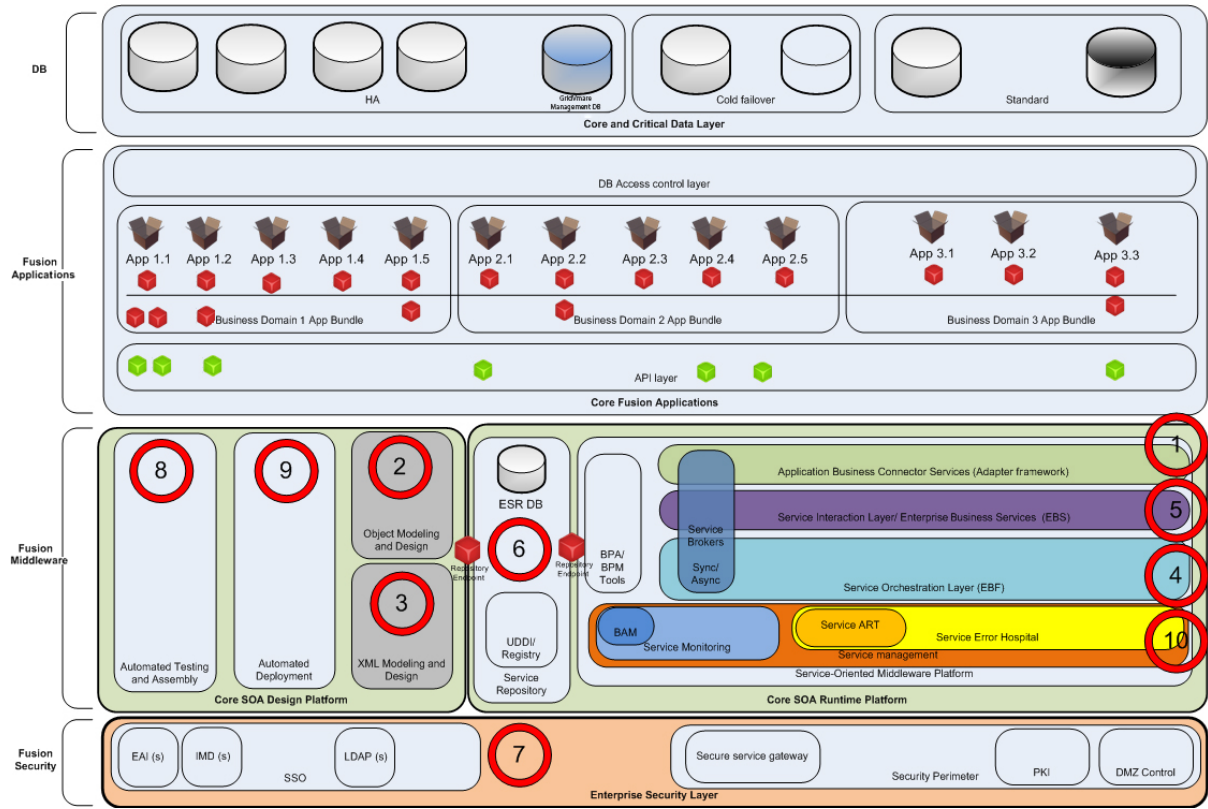 DB
HA
Gridvmare
Management DB
Cold failover
Standard
Core and Critical Data Layer
Fusion
Applications
DB Access control layer
App 1.1
App 1.2
App 1.3
App 1.4
App 1.5
App 2.1
App 2.2
App 2.3
App 2.4
App 2.5
App 3.1
App 3.2
App 3.3
Business Domain 1 App Bundle
Business Domain 2 App Bundle
Business Domain 3 App Bundle
API layer
Core Fusion Applications
Fusion
Middleware
8
Automated Testing
and Assembly
9
Automated
Deployment
2
Object Modeling
and Design
3
XML Modeling and
Design
Core SOA Design Platform
Repository
Endpoint
ESR DB
6
UDDI/
Registry
Service
Repository
Repository
Endpoint
BPA/
BPM
Tools
Service
Brokers
Sync/
Async
1
Application Business Connector Services (Adapter framework)
5
Service Interaction Layer/ Enterprise Business Services (EBS)
4
Service Orchestration Layer (EBF)
10
BAM
Service Monitoring
Service ART
Service Error Hospital
Service management
Service-Oriented Middleware Platform
Core SOA Runtime Platform
Fusion
Security
EAI (s)
IMD (s)
LDAP (s)
SSO
7
Secure service gateway
Security Perimeter
PKI
DMZ Control
Enterprise Security Layer